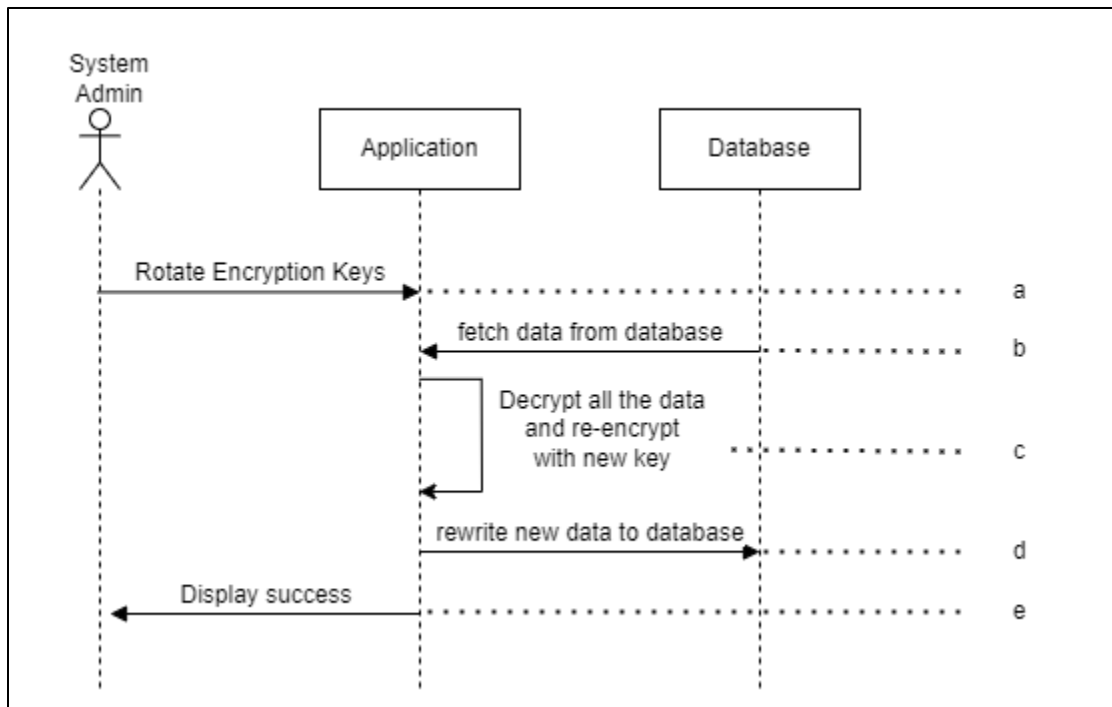 System
Admin
Application
Database
Rotate Encryption Keys
a
fetch data from database
b
Decrypt all the data
and re-encrypt
with new key
c
rewrite new data to database
d
Display success
e